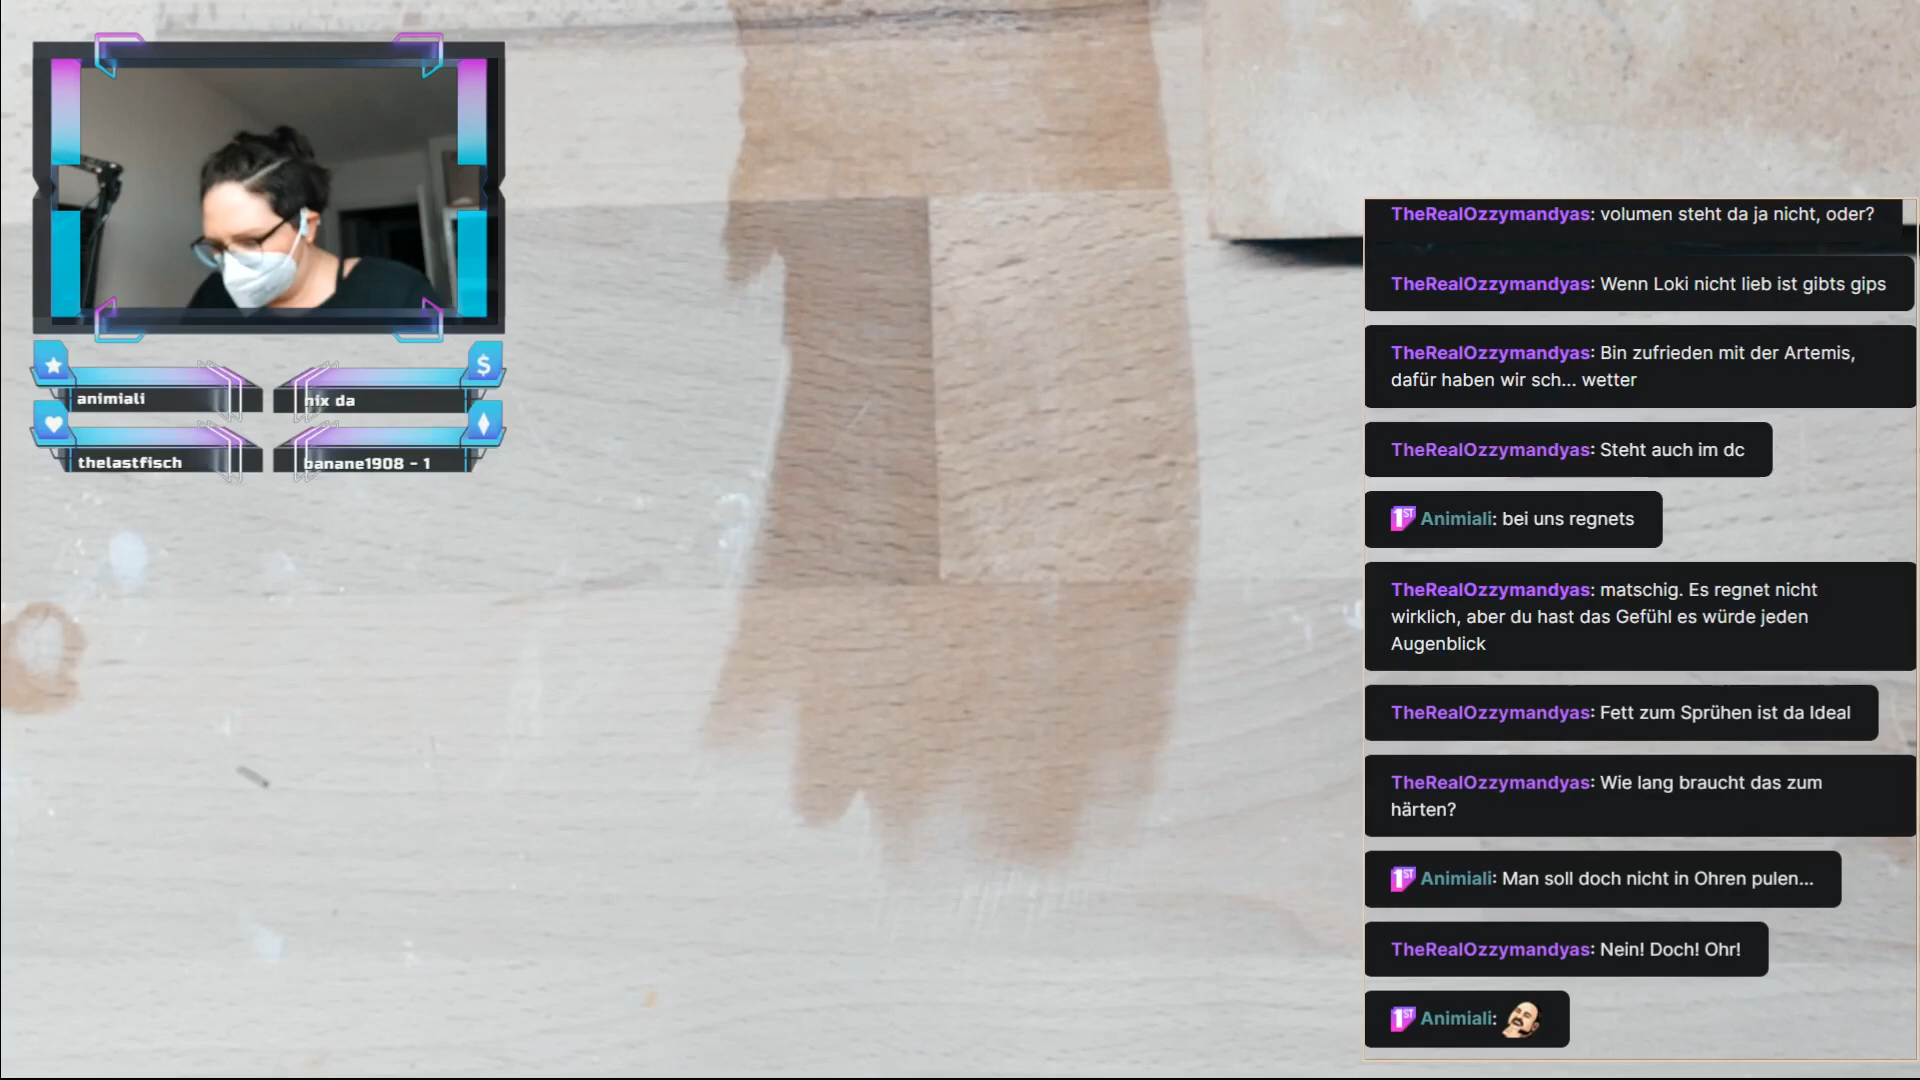 animiali
nix da
thelastfisch
banane1908 - 1
TheRealOzzymandyas: volumen steht da ja nicht, oder?
TheRealOzzymandyas: Wenn Loki nicht lieb ist gibts gips
TheRealOzzymandyas: Bin zufrieden mit der Artemis,
dafür haben wir sch... wetter
TheRealOzzymandyas: Steht auch im dc
1ST Animiali: bei uns regnets
TheRealOzzymandyas: matschig. Es regnet nicht
wirklich, aber du hast das Gefühl es würde jeden
Augenblick
TheRealOzzymandyas: Fett zum Sprühen ist da Ideal
TheRealOzzymandyas: Wie lang braucht das zum
härten?
1ST Animiali: Man soll doch nicht in Ohren pulen...
TheRealOzzymandyas: Nein! Doch! Ohr!
1ST Animiali: